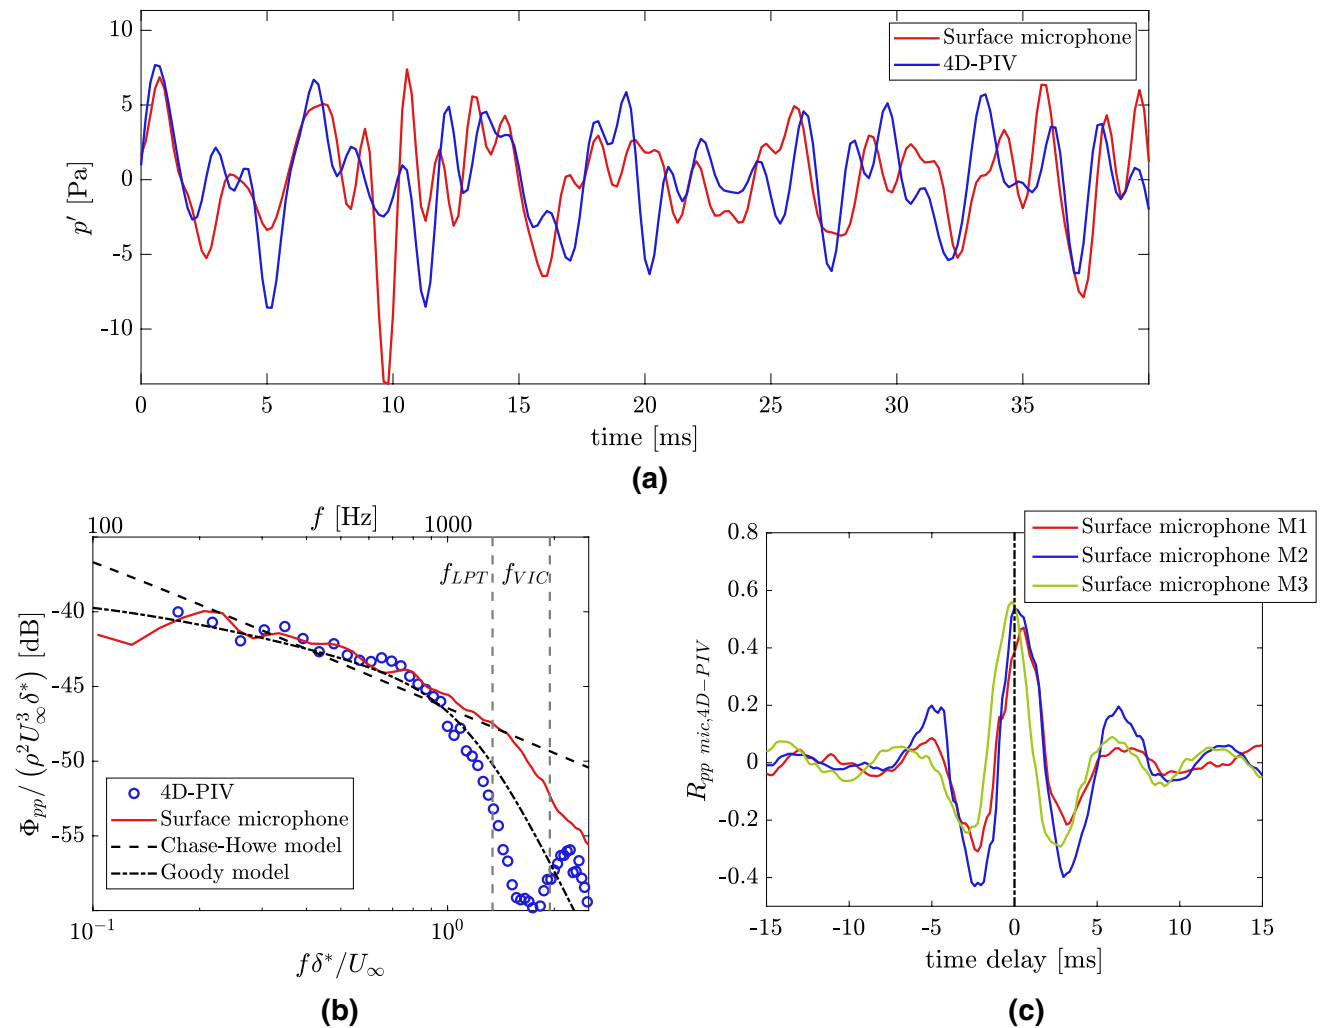 Surface microphone
4D-PIV
10
5
0
-5
-10
p′ [Pa]
0 5 10 15 20 25 30 35
time [ms]
(a)
100 f [Hz] 1000
f_LPT f_VIC
-40
-45
-50
-55
Φ_pp/ (ρ²U³_∞δ*) [dB]
4D-PIV
Surface microphone
Chase-Howe model
Goody model
10⁻¹ 10⁰
fδ*/U_∞
(b)
Surface microphone M1
Surface microphone M2
Surface microphone M3
0.8
0.6
0.4
0.2
0
-0.2
-0.4
R_pp mic,4D−PIV
-15 -10 -5 0 5 10 15
time delay [ms]
(c)